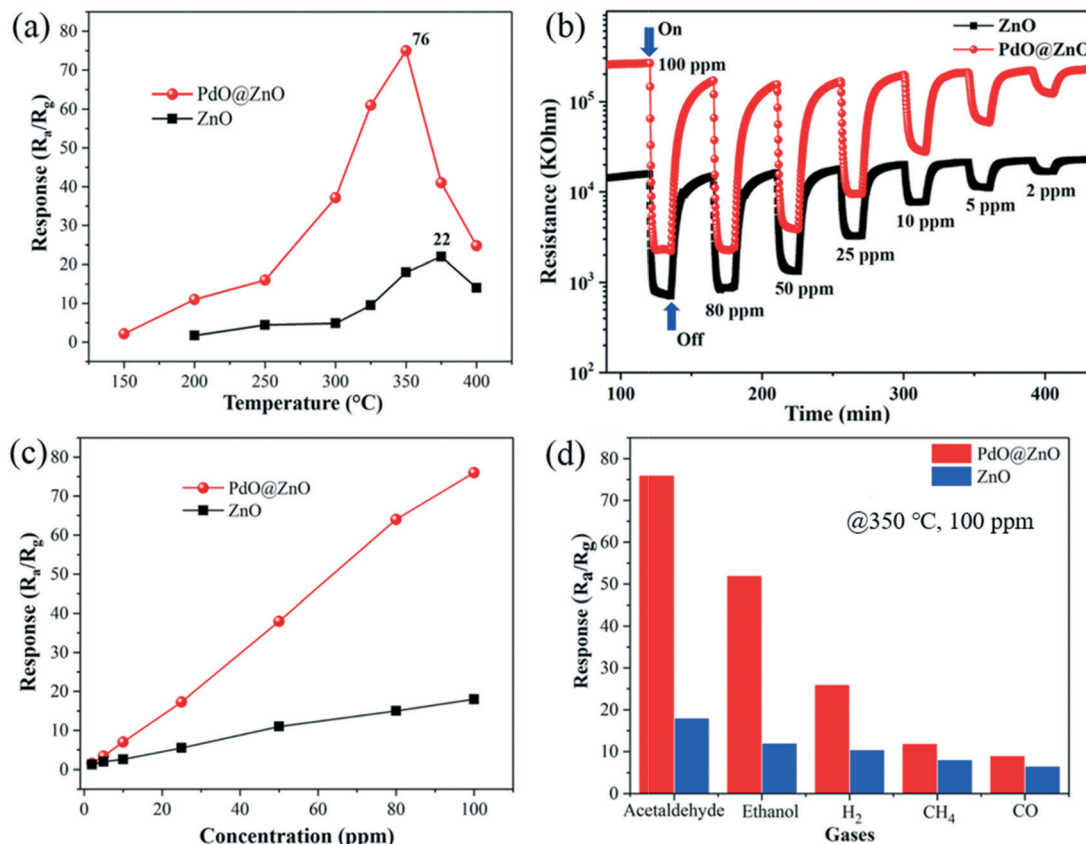 (a)
76
PdO@ZnO
ZnO
22
Response (Ra/Rg)
80
70
60
50
40
30
20
10
0
150 200 250 300 350 400
Temperature (°C)
(b)
On
100 ppm
ZnO
PdO@ZnO
Resistance (KOhm)
10⁵
10⁴
10³
10²
10 ppm
5 ppm
2 ppm
25 ppm
50 ppm
80 ppm
Off
100 200 300 400
Time (min)
(c)
PdO@ZnO
ZnO
Response (Ra/Rg)
80
70
60
50
40
30
20
10
0
0 20 40 60 80 100
Concentration (ppm)
(d)
PdO@ZnO
ZnO
@350 °C, 100 ppm
Response (Ra/Rg)
80
70
60
50
40
30
20
10
0
Acetaldehyde Ethanol H₂ CH₄ CO
Gases